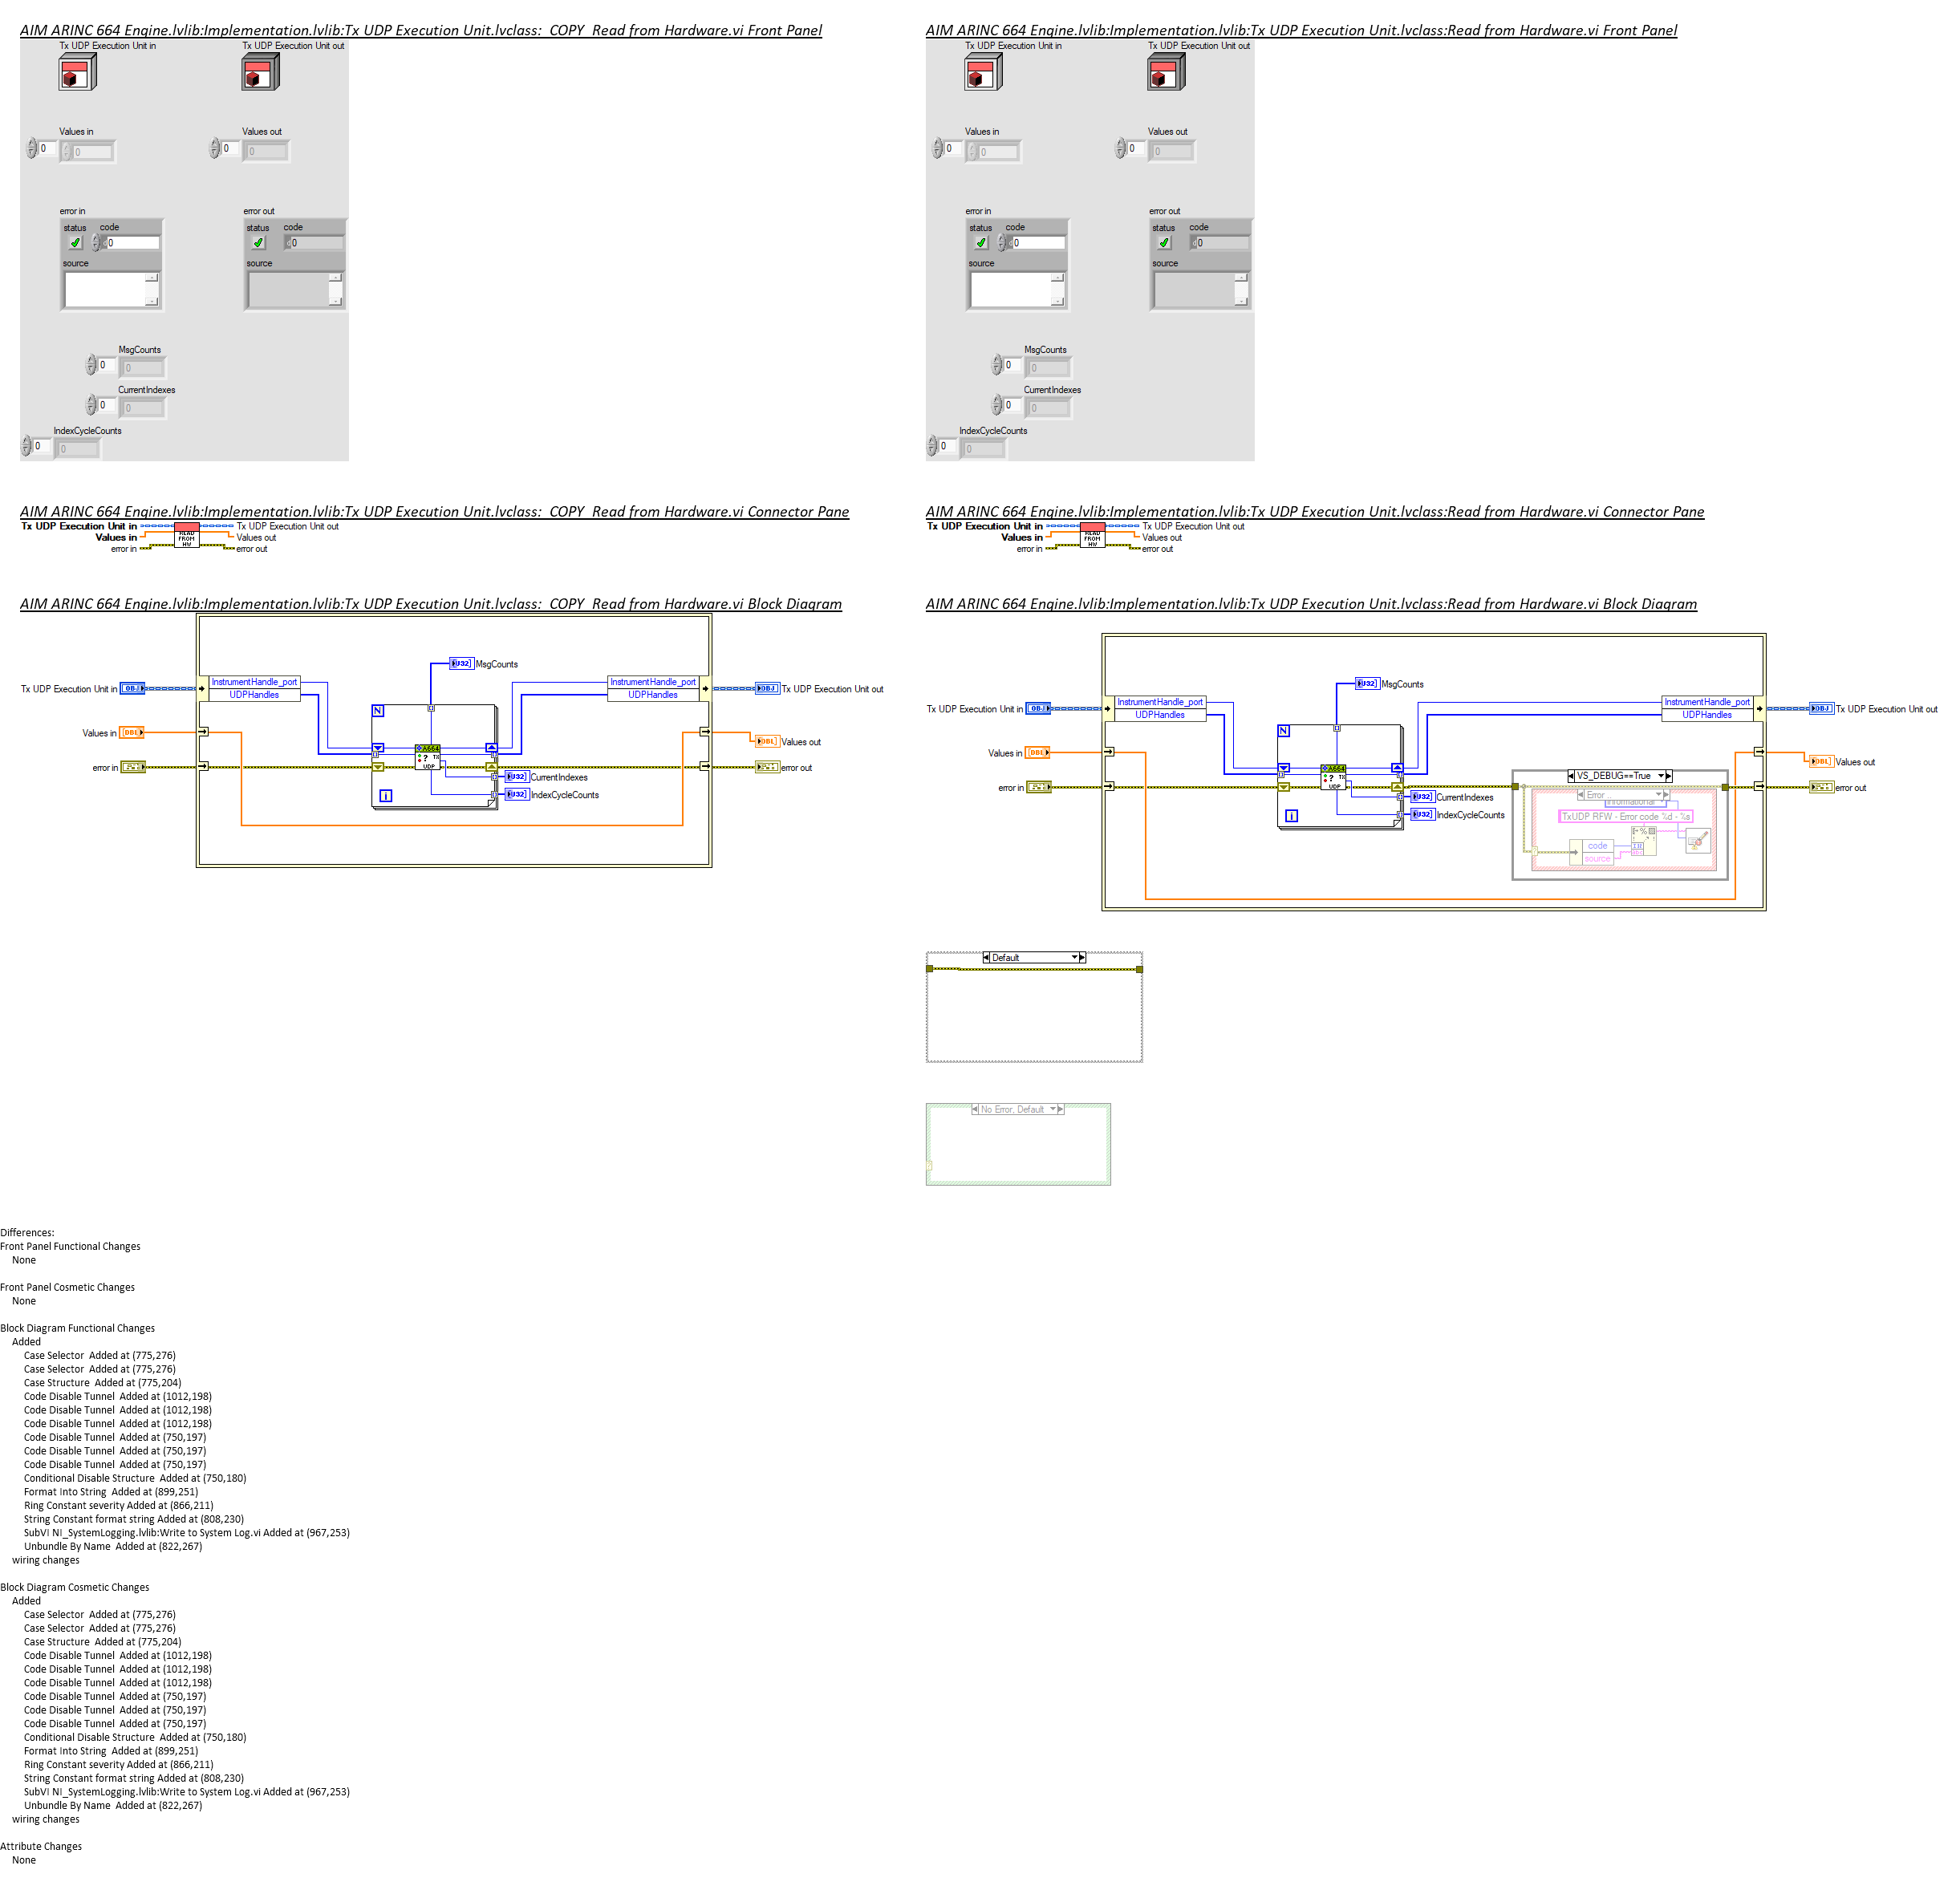 AIM ARINC 664 Engine.lvlib:Implementation.lvlib:Tx UDP Execution Unit.lvclass:  COPY  Read from Hardware.vi Front Panel
Tx UDP Execution Unit in
Tx UDP Execution Unit out
Values in
Values out
0
0
0
0
error in
error out
status
code
status
code
0
0
source
source
MsgCounts
0
0
CurrentIndexes
0
0
IndexCycleCounts
0
0
AIM ARINC 664 Engine.lvlib:Implementation.lvlib:Tx UDP Execution Unit.lvclass:Read from Hardware.vi Front Panel
Tx UDP Execution Unit in
Tx UDP Execution Unit out
Values in
Values out
0
0
0
0
error in
error out
status
code
status
code
0
0
source
source
MsgCounts
0
0
CurrentIndexes
0
0
IndexCycleCounts
0
0
AIM ARINC 664 Engine.lvlib:Implementation.lvlib:Tx UDP Execution Unit.lvclass:  COPY  Read from Hardware.vi Connector Pane
Tx UDP Execution Unit in
Tx UDP Execution Unit out
Values in
Values out
error in
error out
READ
FROM
HW
AIM ARINC 664 Engine.lvlib:Implementation.lvlib:Tx UDP Execution Unit.lvclass:Read from Hardware.vi Connector Pane
Tx UDP Execution Unit in
Tx UDP Execution Unit out
Values in
Values out
error in
error out
READ
FROM
HW
AIM ARINC 664 Engine.lvlib:Implementation.lvlib:Tx UDP Execution Unit.lvclass:  COPY  Read from Hardware.vi Block Diagram
MsgCounts
Tx UDP Execution Unit in
OBJ
InstrumentHandle_port
UDPHandles
InstrumentHandle_port
UDPHandles
OBJ
Tx UDP Execution Unit out
N
Values in
DBL
DBL
Values out
A664
? TX
UDP
error in
error out
U32
CurrentIndexes
U32
IndexCycleCounts
i
AIM ARINC 664 Engine.lvlib:Implementation.lvlib:Tx UDP Execution Unit.lvclass:Read from Hardware.vi Block Diagram
U32
MsgCounts
Tx UDP Execution Unit in
OBJ
InstrumentHandle_port
UDPHandles
InstrumentHandle_port
UDPHandles
OBJ
Tx UDP Execution Unit out
N
Values in
DBL
DBL
Values out
A664
? TX
UDP
error in
error out
U32
CurrentIndexes
U32
IndexCycleCounts
i
VS_DEBUG==True
Error
Informational
TxUDP RFW - Error code %d - %s
code
source
Default
No Error, Default
Differences:
Front Panel Functional Changes
None
Front Panel Cosmetic Changes
None
Block Diagram Functional Changes
Added
Case Selector  Added at (775,276)
Case Selector  Added at (775,276)
Case Structure  Added at (775,204)
Code Disable Tunnel  Added at (1012,198)
Code Disable Tunnel  Added at (1012,198)
Code Disable Tunnel  Added at (1012,198)
Code Disable Tunnel  Added at (750,197)
Code Disable Tunnel  Added at (750,197)
Code Disable Tunnel  Added at (750,197)
Conditional Disable Structure  Added at (750,180)
Format Into String  Added at (899,251)
Ring Constant severity Added at (866,211)
String Constant format string Added at (808,230)
SubVI NI_SystemLogging.lvlib:Write to System Log.vi Added at (967,253)
Unbundle By Name  Added at (822,267)
wiring changes
Block Diagram Cosmetic Changes
Added
Case Selector  Added at (775,276)
Case Selector  Added at (775,276)
Case Structure  Added at (775,204)
Code Disable Tunnel  Added at (1012,198)
Code Disable Tunnel  Added at (1012,198)
Code Disable Tunnel  Added at (1012,198)
Code Disable Tunnel  Added at (750,197)
Code Disable Tunnel  Added at (750,197)
Code Disable Tunnel  Added at (750,197)
Conditional Disable Structure  Added at (750,180)
Format Into String  Added at (899,251)
Ring Constant severity Added at (866,211)
String Constant format string Added at (808,230)
SubVI NI_SystemLogging.lvlib:Write to System Log.vi Added at (967,253)
Unbundle By Name  Added at (822,267)
wiring changes
Attribute Changes
None